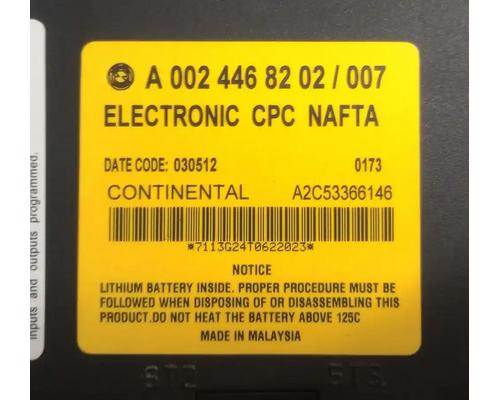 A 002 446 82 02 / 007
ELECTRONIC CPC NAFTA
DATE CODE: 030512 0173
CONTINENTAL A2C53366146
*7113G24T0622023*
NOTICE
LITHIUM BATTERY INSIDE. PROPER PROCEDURE MUST BE
FOLLOWED WHEN DISPOSING OF OR DISASSEMBLING THIS
PRODUCT.DO NOT HEAT THE BATTERY ABOVE 125C
MADE IN MALAYSIA
inputs and outputs programmed.